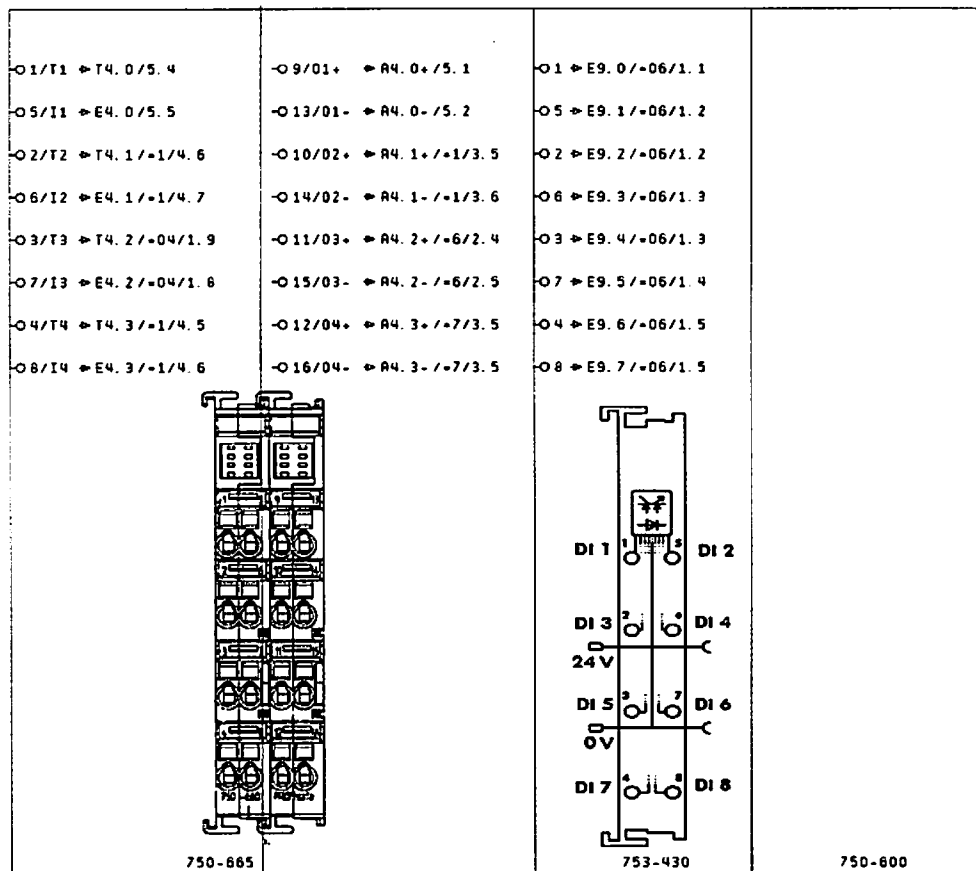 1/T1 T4.0/5.4
5/I1 E4.0/5.5
2/T2 T4.1/=1/4.6
6/I2 E4.1/=1/4.7
3/T3 T4.2/=04/1.9
7/I3 E4.2/=04/1.8
4/T4 T4.3/=1/4.5
8/I4 E4.3/=1/4.6
9/01+ A4.0+/5.1
13/01- A4.0-/5.2
10/02+ A4.1+/=1/3.5
14/02- A4.1-/=1/3.6
11/03+ A4.2+/=6/2.4
15/03- A4.2-/=6/2.5
12/04+ A4.3+/=7/3.5
16/04- A4.3-/=7/3.5
1 E9.0/=06/1.1
5 E9.1/=06/1.2
2 E9.2/=06/1.2
6 E9.3/=06/1.3
3 E9.4/=06/1.3
7 E9.5/=06/1.4
4 E9.6/=06/1.5
8 E9.7/=06/1.5
DI 1 1 5 DI 2
DI 3 2 6 DI 4
24V
DI 5 3 7 DI 6
0V
DI 7 4 8 DI 8
750-665
753-430
750-600